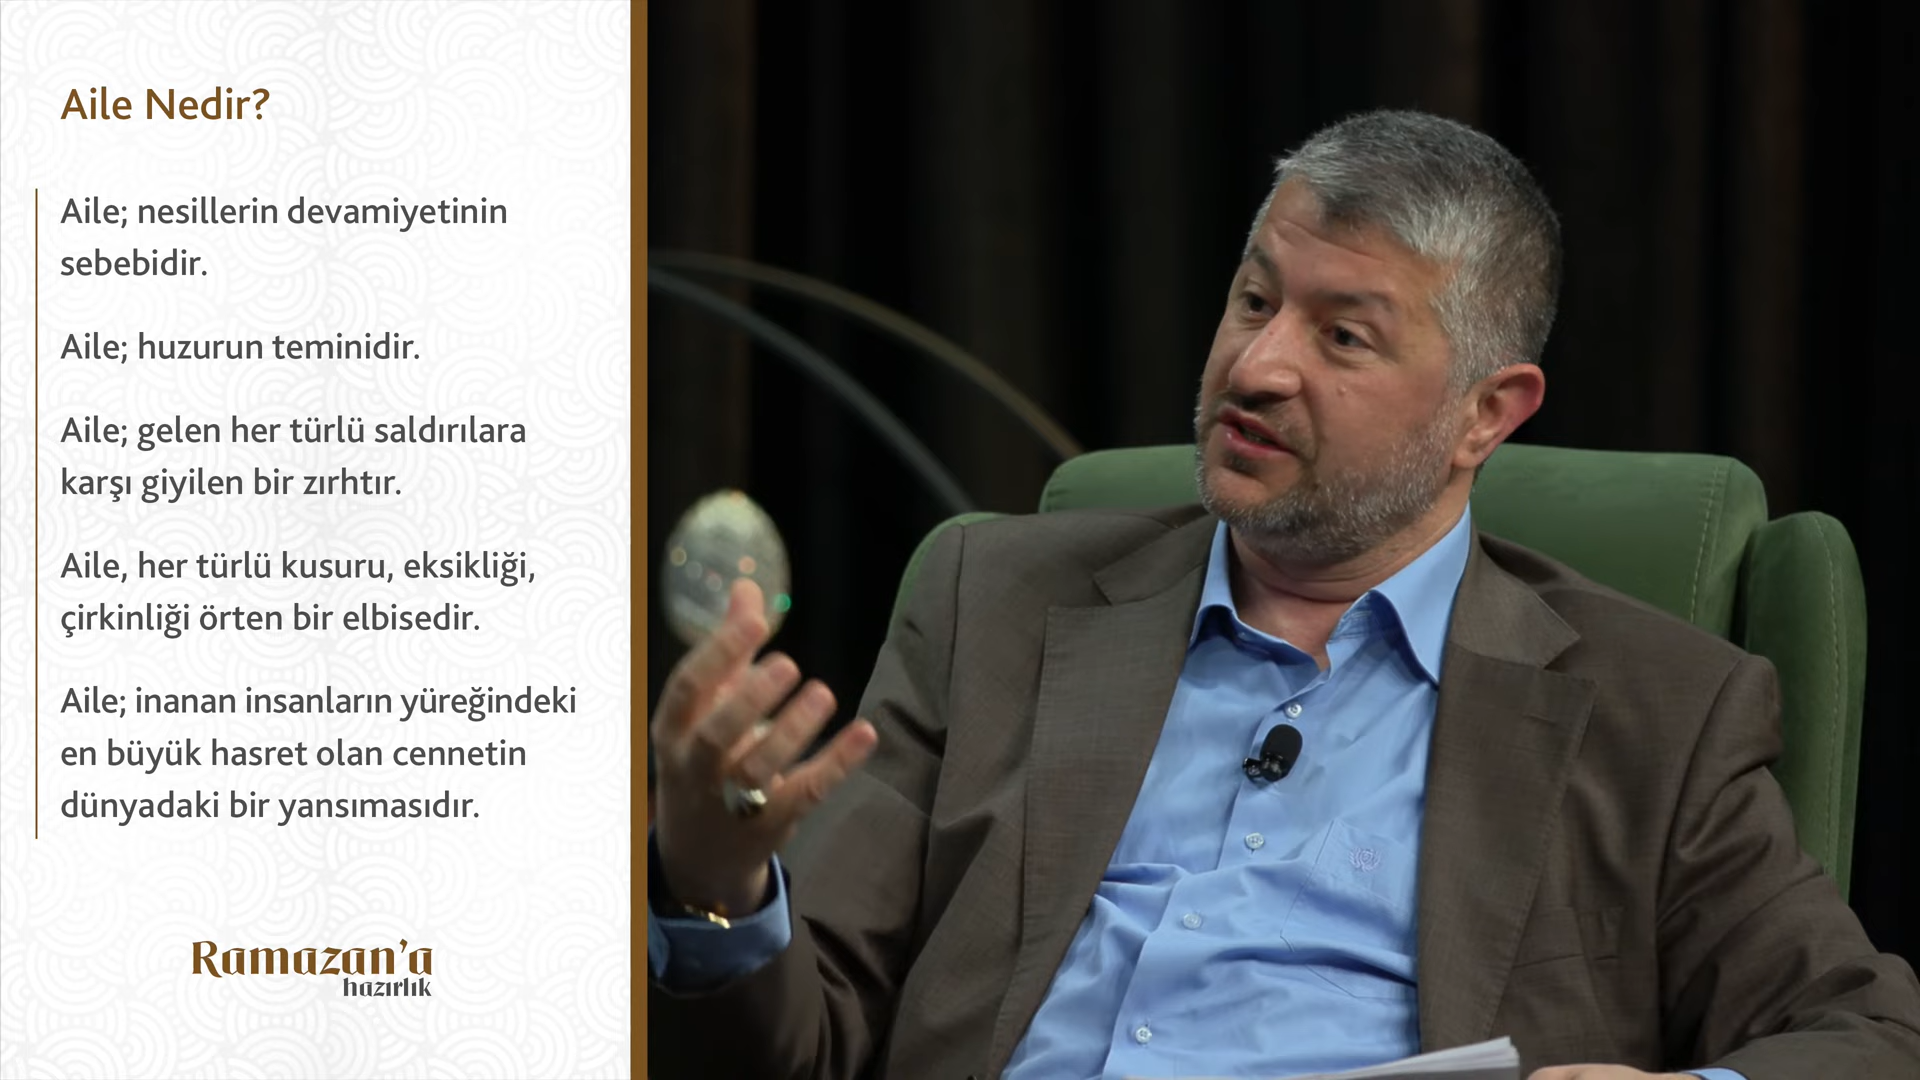 Aile Nedir?
Aile; nesillerin devamiyetinin
sebebidir.
Aile; huzurun teminidir.
Aile; gelen her türlü saldırılara
karşı giyilen bir zırhtır.
Aile, her türlü kusuru, eksikliği,
çirkinliği örten bir elbisedir.
Aile; inanan insanların yüreğindeki
en büyük hasret olan cennetin
dünyadaki bir yansımasıdır.
Ramazan'a
hazırlık